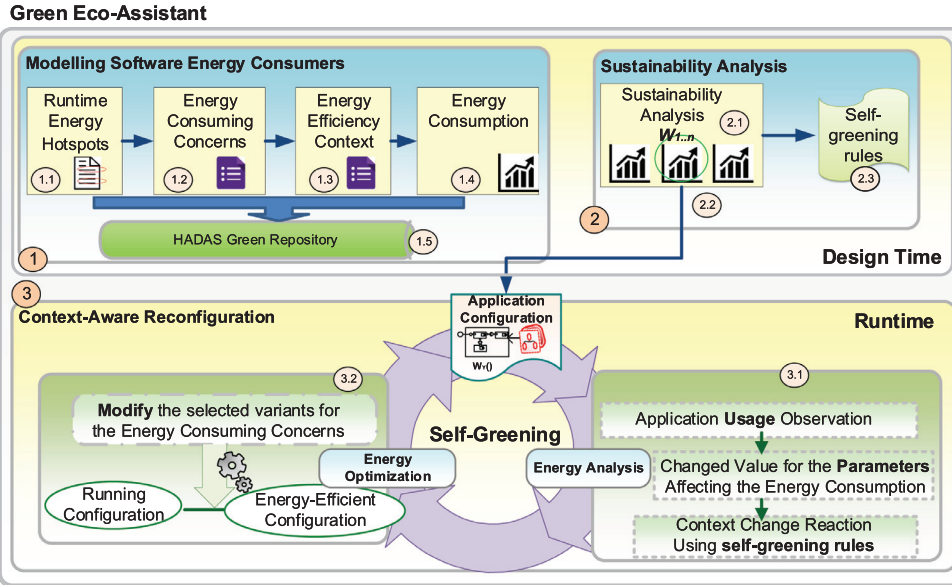 Green Eco-Assistant
Modelling Software Energy Consumers
Runtime
Energy
Hotspots
1.1
Energy
Consuming
Concerns
1.2
Energy
Efficiency
Context
1.3
Energy
Consumption
1.4
HADAS Green Repository
1.5
1
Sustainability Analysis
Sustainability
Analysis
W1..n
2.1
2.2
Self-
greening
rules
2.3
2
Design Time
3
Context-Aware Reconfiguration
Runtime
Application
Configuration
WY()
3.2
Modify the selected variants for
the Energy Consuming Concerns
Running
Configuration
Energy-Efficient
Configuration
Energy
Optimization
Self-Greening
Energy Analysis
3.1
Application Usage Observation
Changed Value for the Parameters
Affecting the Energy Consumption
Context Change Reaction
Using self-greening rules